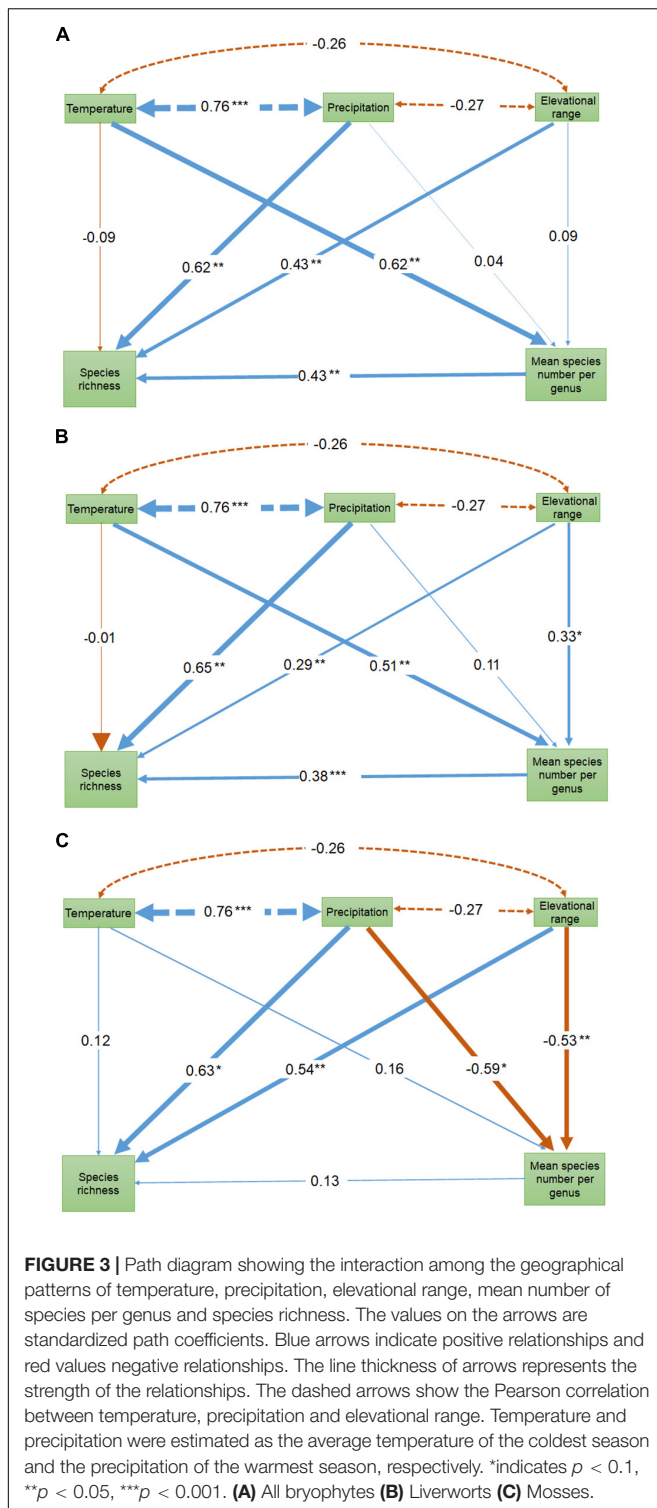 A
-0.26
Temperature
0.76 ***
Precipitation
-0.27
Elevational
range
-0.09
0.62 **
0.43 **
0.62 **
0.04
0.09
Species
richness
0.43 **
Mean species
number per
genus
B
-0.26
Temperature
0.76 ***
Precipitation
-0.27
Elevational
range
-0.01
0.65 **
0.29 **
0.51 **
0.11
0.33*
Species
richness
0.38 ***
Mean species
number per
genus
C
-0.26
Temperature
0.76 ***
Precipitation
-0.27
Elevational
range
0.12
0.63*
0.54 **
0.16
-0.59*
-0.53**
Species
richness
0.13
Mean species
number per
genus
FIGURE 3 | Path diagram showing the interaction among the geographical
patterns of temperature, precipitation, elevational range, mean number of
species per genus and species richness. The values on the arrows are
standardized path coefficients. Blue arrows indicate positive relationships and
red values negative relationships. The line thickness of arrows represents the
strength of the relationships. The dashed arrows show the Pearson correlation
between temperature, precipitation and elevational range. Temperature and
precipitation were estimated as the average temperature of the coldest season
and the precipitation of the warmest season, respectively. *indicates p < 0.1,
**p < 0.05, ***p < 0.001. (A) All bryophytes (B) Liverworts (C) Mosses.